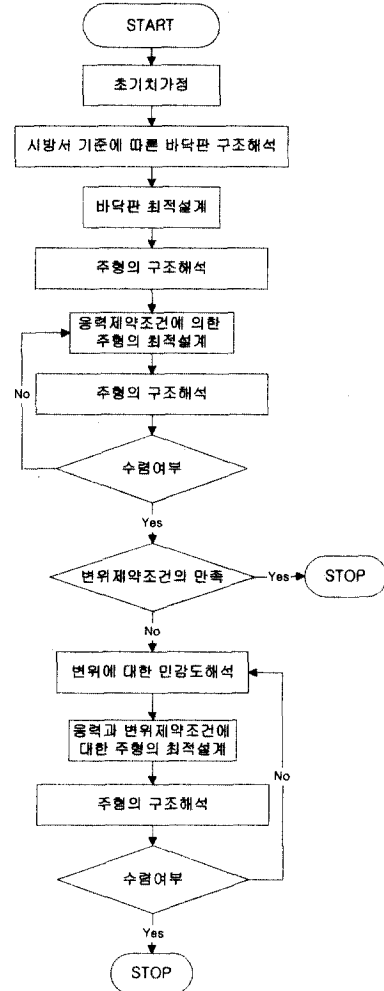 START
초기치가정
시방서 기준에 따른 바닥판 구조해석
바닥판 최적설계
주형의 구조해석
응력제약조건에 의한
주형의 최적설계
No
주형의 구조해석
수렴여부
Yes
변위제약조건의 만족
Yes
STOP
No
변위에 대한 민감도해석
응력과 변위제약조건에
대한 주형의 최적설계
No
주형의 구조해석
수렴여부
Yes
STOP